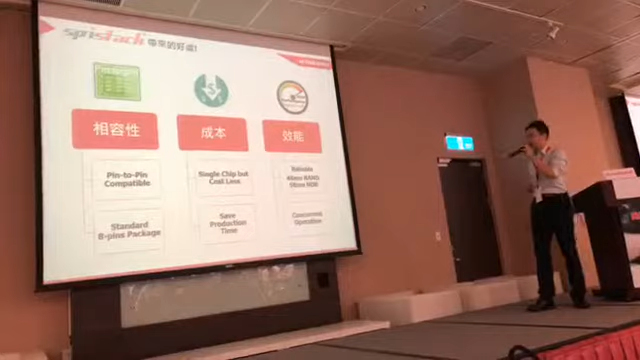 spistack 帶來的好處!
相容性
成本
效能
Pin-to-Pin
Compatible
Single Chip but
Cost Less
Reliable
Standard
8-pins Package
Save
Production
Time
Concurrent
Operation